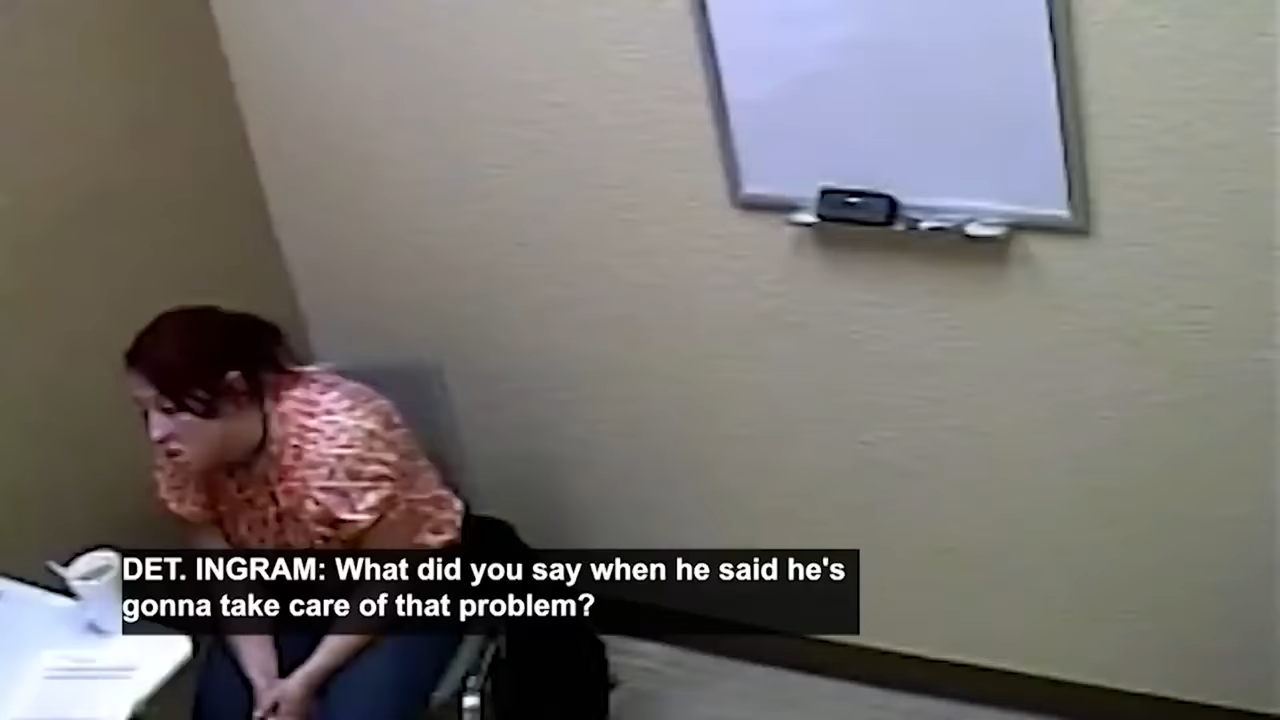 DET. INGRAM: What did you say when he said he's
gonna take care of that problem?